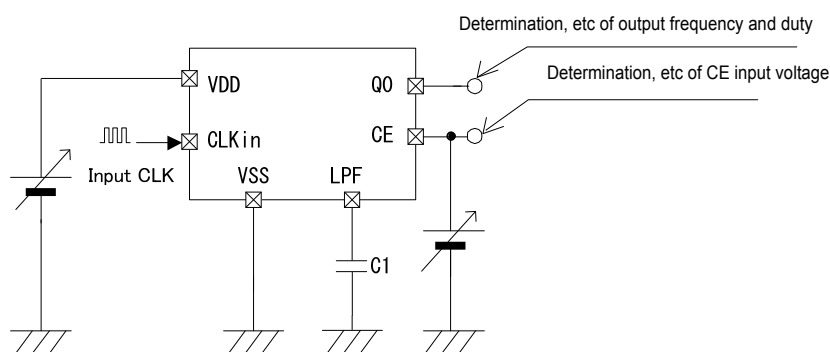 Determination, etc of output frequency and duty
Determination, etc of CE input voltage
VDD
Q0
CLKin
CE
Input CLK
VSS
LPF
C1